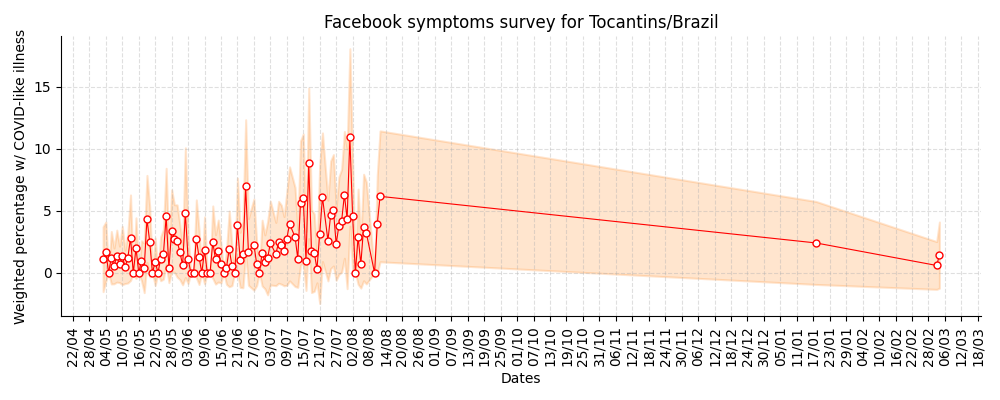 Facebook symptoms survey for Tocantins/Brazil
Weighted percentage w/ COVID-like illness
15
10
5
0
22/04 28/04 04/05 10/05 16/05 22/05 28/05 03/06 09/06 15/06 21/06 27/06 03/07 09/07 15/07 21/07 27/07 02/08 08/08 14/08 20/08 26/08 01/09 07/09 13/09 19/09 25/09 01/10 07/10 13/10 19/10 25/10 31/10 06/11 12/11 18/11 24/11 30/11 06/12 12/12 18/12 24/12 30/12 05/01 11/01 17/01 23/01 29/01 04/02 10/02 16/02 22/02 28/02 06/03 12/03 18/03
Dates